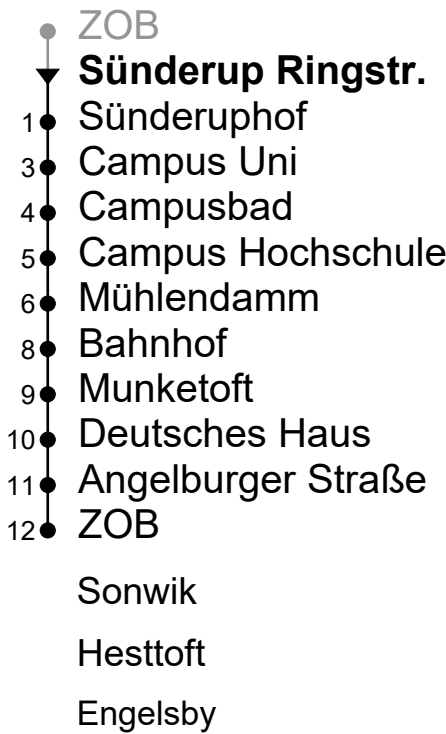 ZOB
Sünderup Ringstr.
1 Sünderuphof
3 Campus Uni
4 Campusbad
5 Campus Hochschule
6 Mühlendamm
8 Bahnhof
9 Munketoft
10 Deutsches Haus
11 Angelburger Straße
12 ZOB
Sonwik
Hesttoft
Engelsby